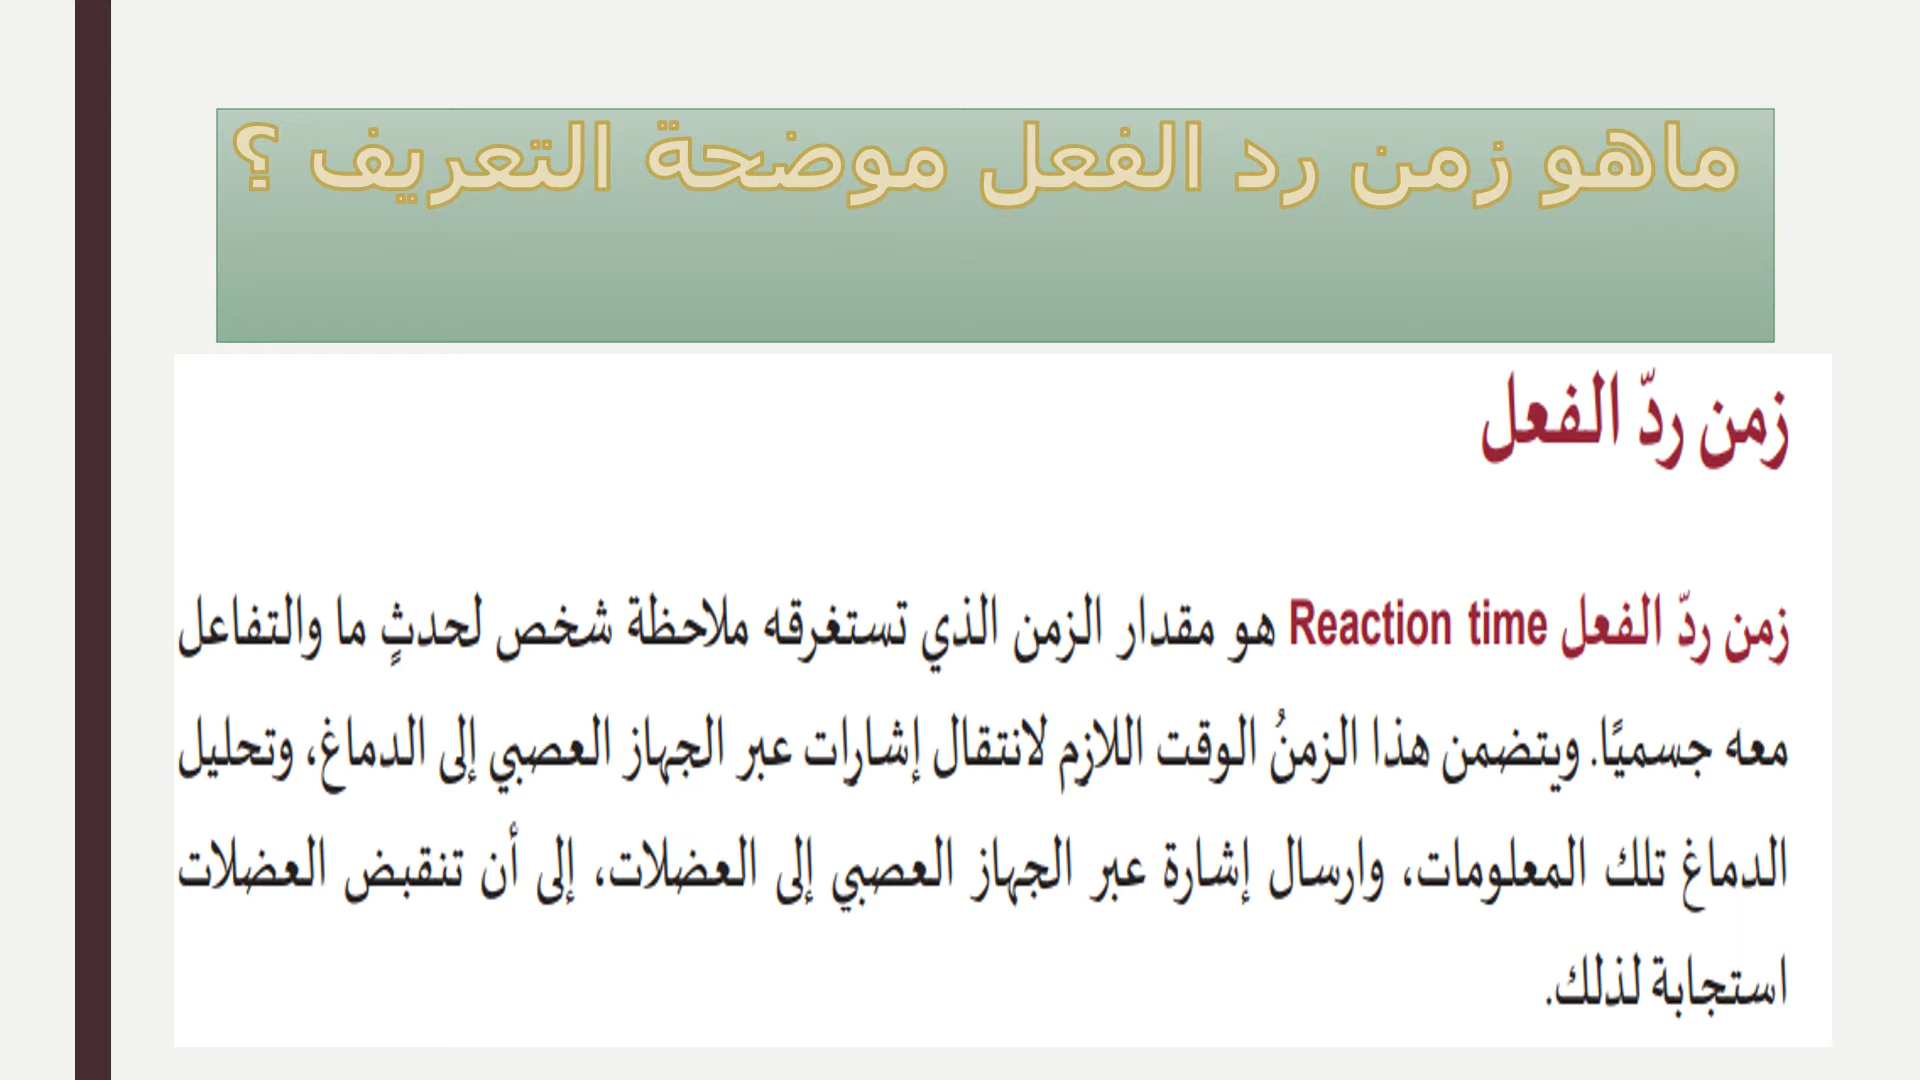 ماهو زمن رد الفعل موضحة التعريف ؟
زمن ردّ الفعل
زمن ردّ الفعل Reaction time هو مقدار الزمن الذي تستغرقه ملاحظة شخص لحدثٍ ما والتفاعل
معه جسميًا. ويتضمن هذا الزمنُ الوقت اللازم لانتقال إشارات عبر الجهاز العصبي إلى الدماغ، وتحليل
الدماغ تلك المعلومات، وارسال إشارة عبر الجهاز العصبي إلى العضلات، إلى أن تنقبض العضلات
استجابة لذلك.